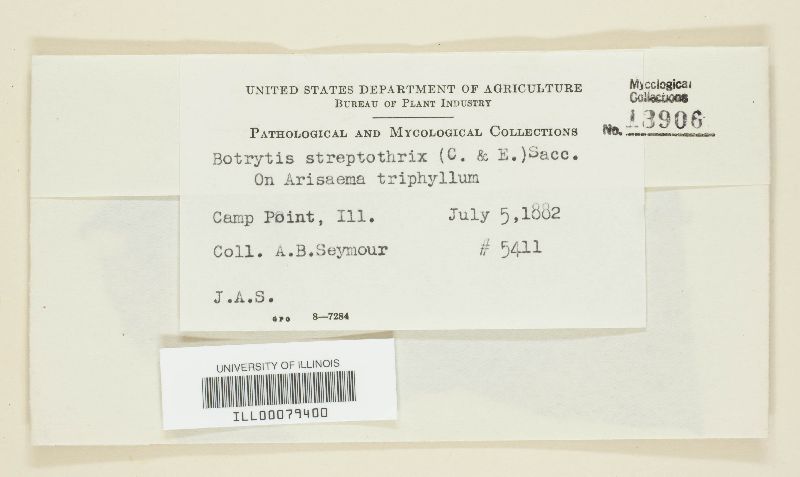 UNITED STATES DEPARTMENT OF AGRICULTURE
BUREAU OF PLANT INDUSTRY
PATHOLOGICAL AND MYCOLOGICAL COLLECTIONS
Mycological
Collections
No. 13906
Botrytis streptothrix (C. & E.)Sacc.
On Arisaema triphyllum
Camp Point, Ill. July 5,1882
Coll. A.B.Seymour # 5411
J.A.S.
GPO 8—7284
UNIVERSITY OF ILLINOIS
ILL00079400